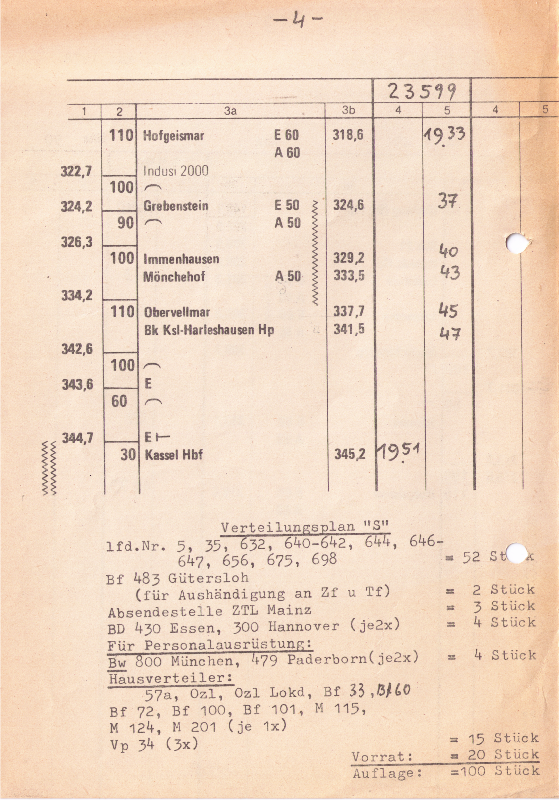 -4-
23599
1 2 3a 3b 4 5 4 5
110 Hofgeismar E 60 318,6 19.33
A 60
322,7 Indusi 2000
100
324,2 Grebenstein E 50 324,6 37
90 A 50
326,3
100 Immenhausen 329,2 40
Mönchehof A 50 333,5 43
334,2
110 Obervellmar 337,7 45
Bk Ksl-Harleshausen Hp 341,5 47
342,6
100
343,6 E
60
344,7 E
30 Kassel Hbf 345,2 19.51
Verteilungsplan "S"
lfd.Nr. 5, 35, 632, 640-642, 644, 646-
647, 656, 675, 698 = 52
Bf 483 Gütersloh
(für Aushändigung an Zf u Tf) = 2 Stück
Absendestelle ZTL Mainz = 3 Stück
BD 430 Essen, 300 Hannover (je2x) = 4 Stück
Für Personalausrüstung:
Bw 800 München, 479 Paderborn(je2x) = 4 Stück
Hausverteiler:
57a, Ozl, Ozl Lokd, Bf 33,
Bf 72, Bf 100, Bf 101, M 115,
M 124, M 201 (je 1x)
Vp 34 (3x) = 15 Stück
Vorrat: = 20 Stück
Auflage: =100 Stück